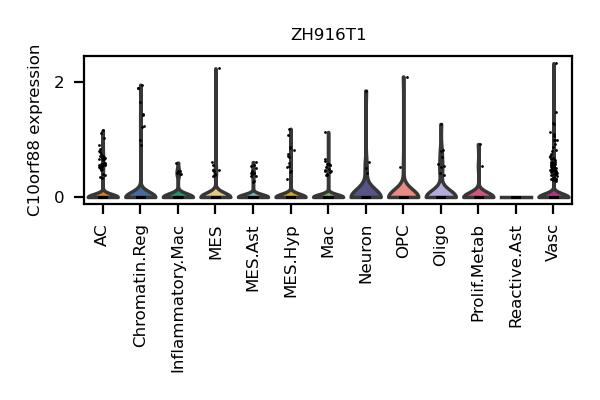 ZH916T1
C10orf88 expression
2
0
AC
Chromatin.Reg
Inflammatory.Mac
MES
MES.Ast
MES.Hyp
Mac
Neuron
OPC
Oligo
Prolif.Metab
Reactive.Ast
Vasc